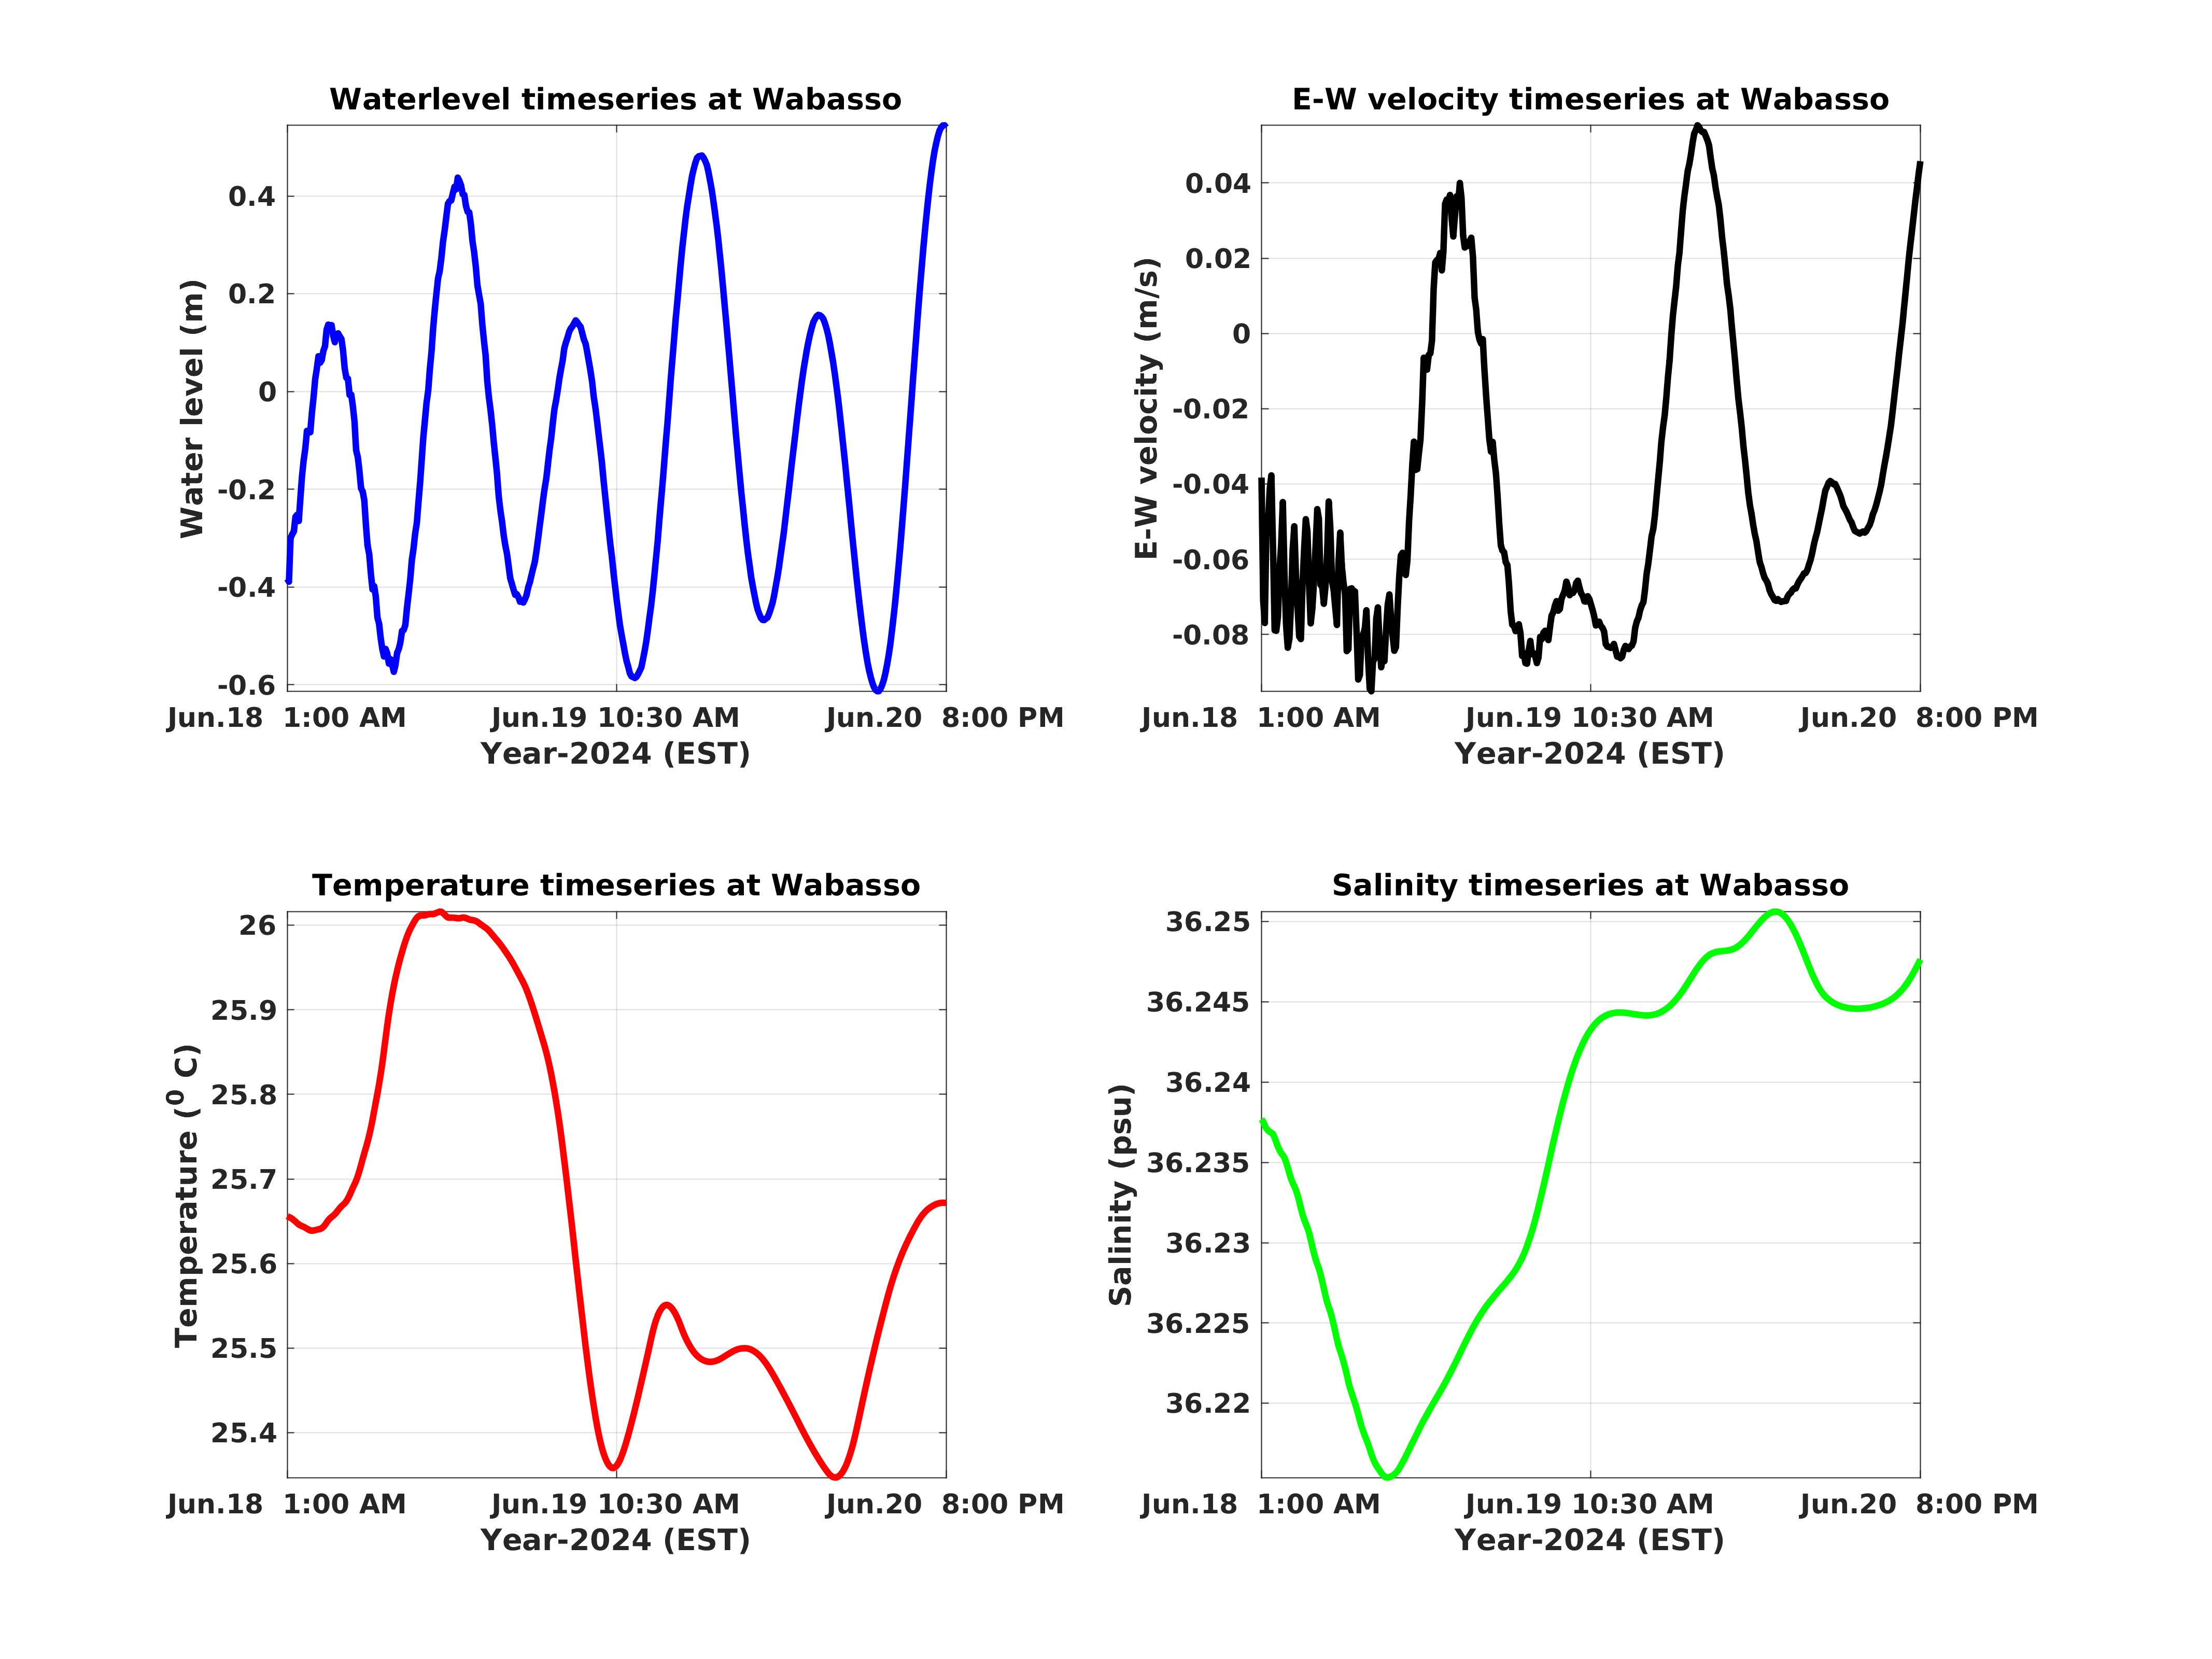 Waterlevel timeseries at Wabasso
Water level (m)
0.4
0.2
0
-0.2
-0.4
-0.6
Jun.18 1:00 AM
Jun.19 10:30 AM
Jun.20 8:00 PM
Year-2024 (EST)
E-W velocity timeseries at Wabasso
E-W velocity (m/s)
0.04
0.02
0
-0.02
-0.04
-0.06
-0.08
Jun.18 1:00 AM
Jun.19 10:30 AM
Jun.20 8:00 PM
Year-2024 (EST)
Temperature timeseries at Wabasso
Temperature (⁰ C)
26
25.9
25.8
25.7
25.6
25.5
25.4
Jun.18 1:00 AM
Jun.19 10:30 AM
Jun.20 8:00 PM
Year-2024 (EST)
Salinity timeseries at Wabasso
Salinity (psu)
36.25
36.245
36.24
36.235
36.23
36.225
36.22
Jun.18 1:00 AM
Jun.19 10:30 AM
Jun.20 8:00 PM
Year-2024 (EST)